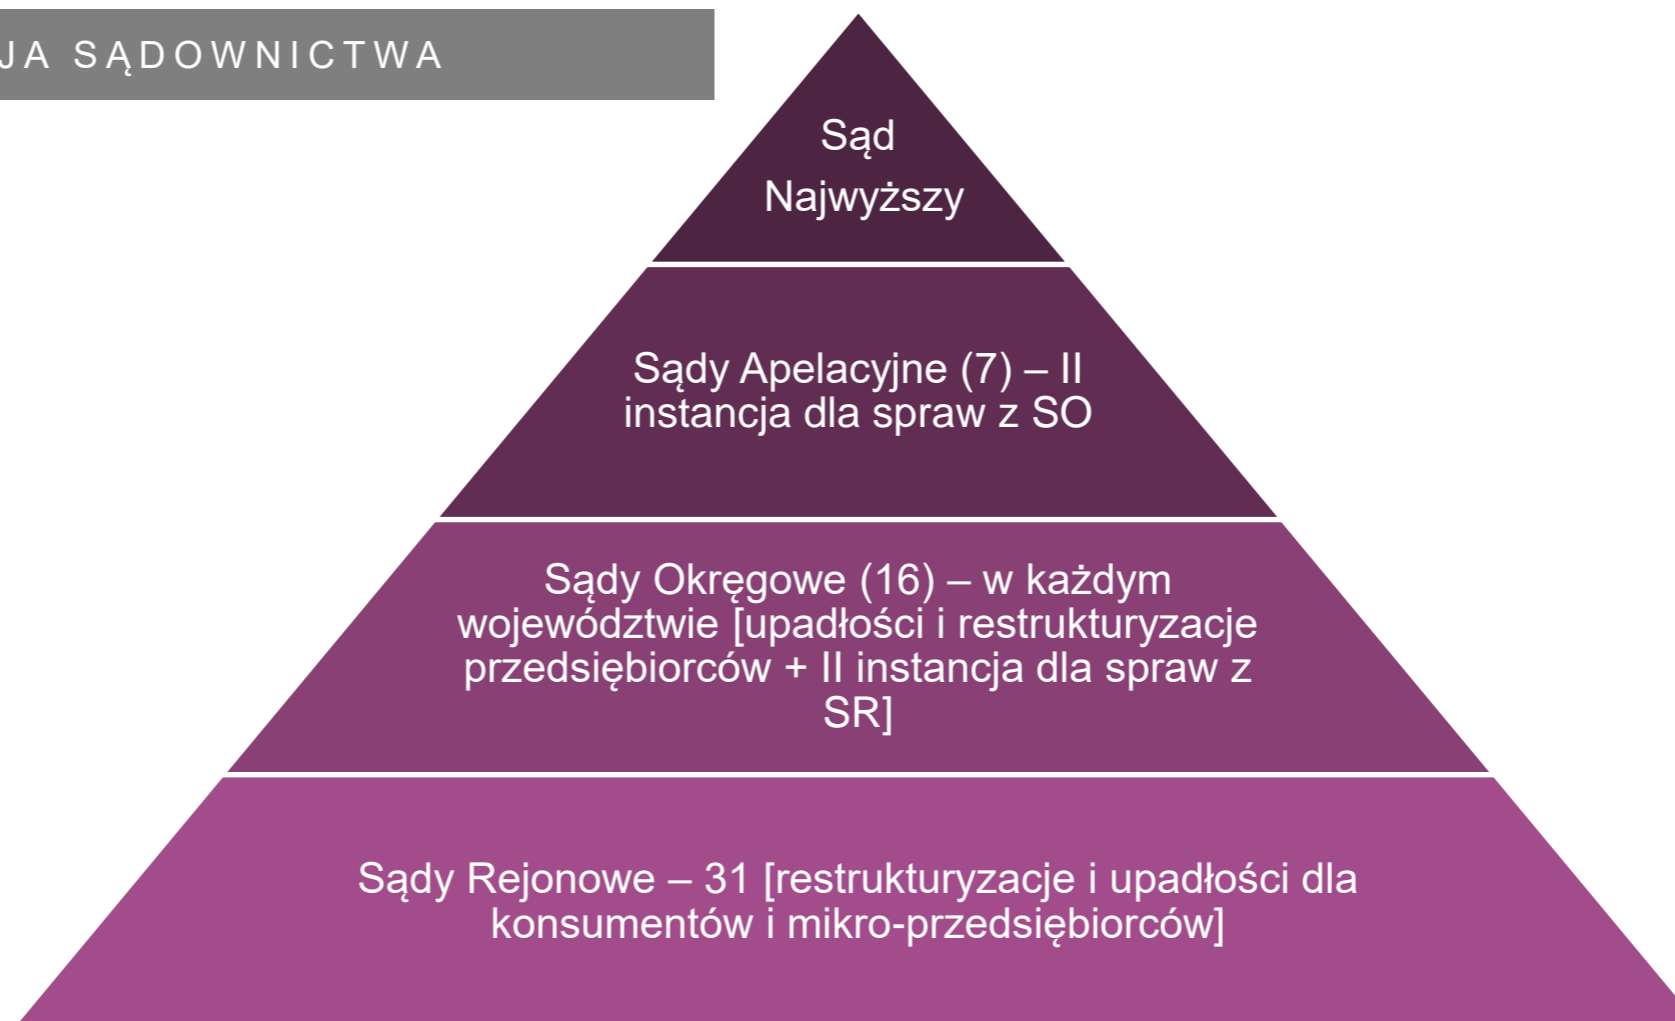 JA SĄDOWNICTWA
Sąd
Najwyższy
Sądy Apelacyjne (7) – II
instancja dla spraw z SO
Sądy Okręgowe (16) – w każdym
województwie [upadłości i restrukturyzacje
przedsiębiorców + II instancja dla spraw z
SR]
Sądy Rejonowe – 31 [restrukturyzacje i upadłości dla
konsumentów i mikro-przedsiębiorców]